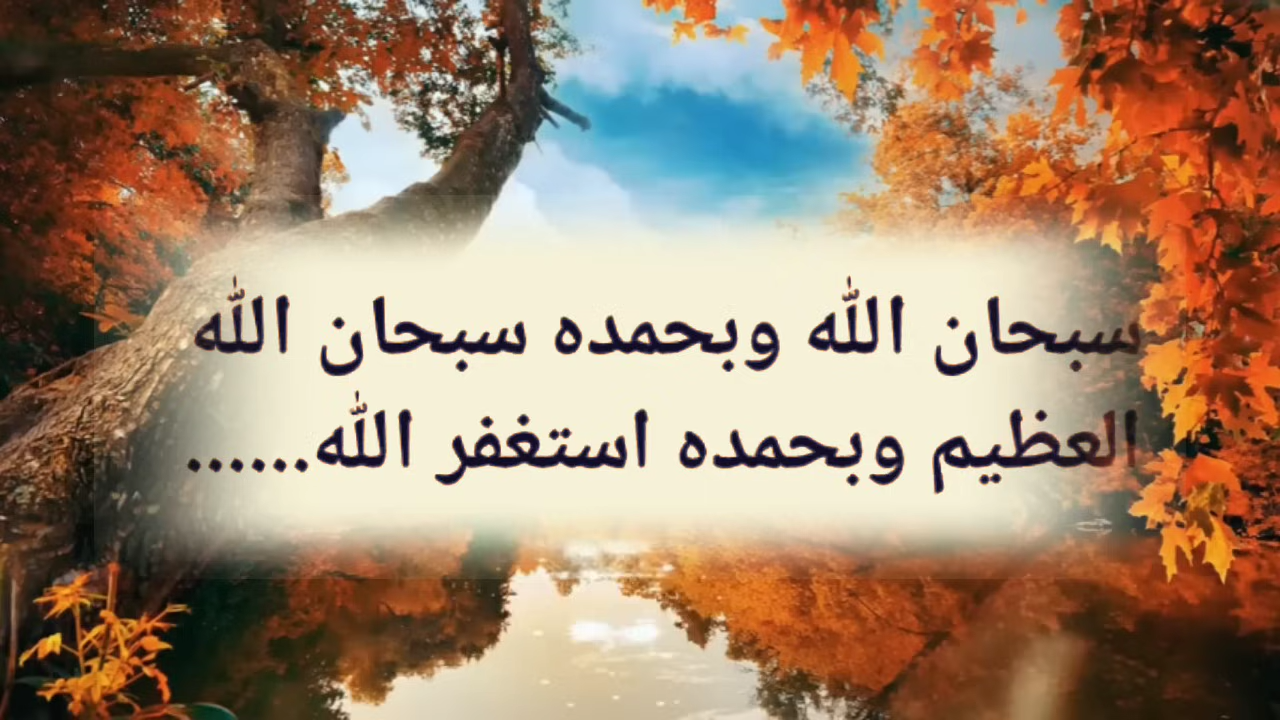 سبحان الله وبحمده سبحان الله
العظيم وبحمده استغفر الله......